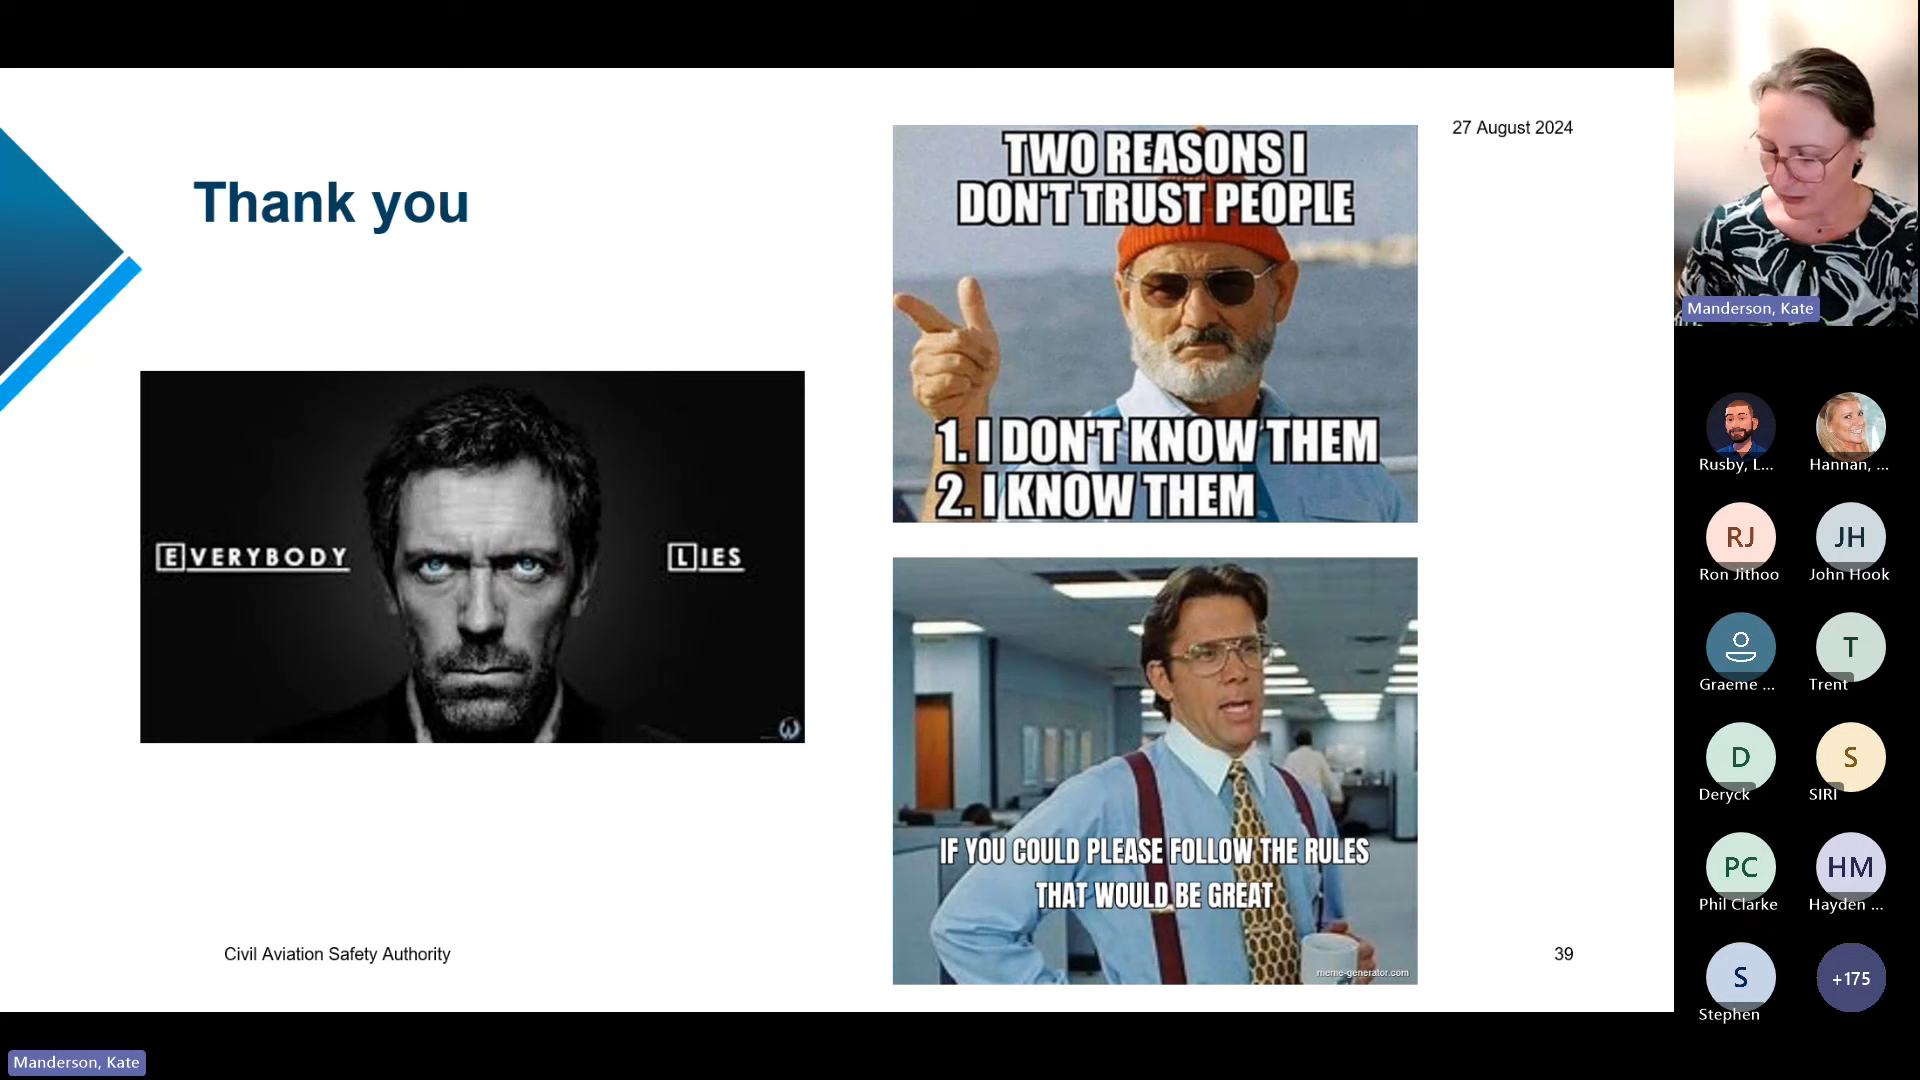 27 August 2024
Thank you
TWO REASONS I
DON'T TRUST PEOPLE
1. I DON'T KNOW THEM
2. I KNOW THEM
EVERYBODY
LIES
IF YOU COULD PLEASE FOLLOW THE RULES
THAT WOULD BE GREAT
meme-generator.com
Civil Aviation Safety Authority
39
Manderson, Kate
Rusby, L...
Hannan, ...
RJ
JH
Ron Jithoo
John Hook
T
Graeme ...
Trent
D
S
Deryck
SIRI
PC
HM
Phil Clarke
Hayden ...
S
+175
Stephen
Manderson, Kate